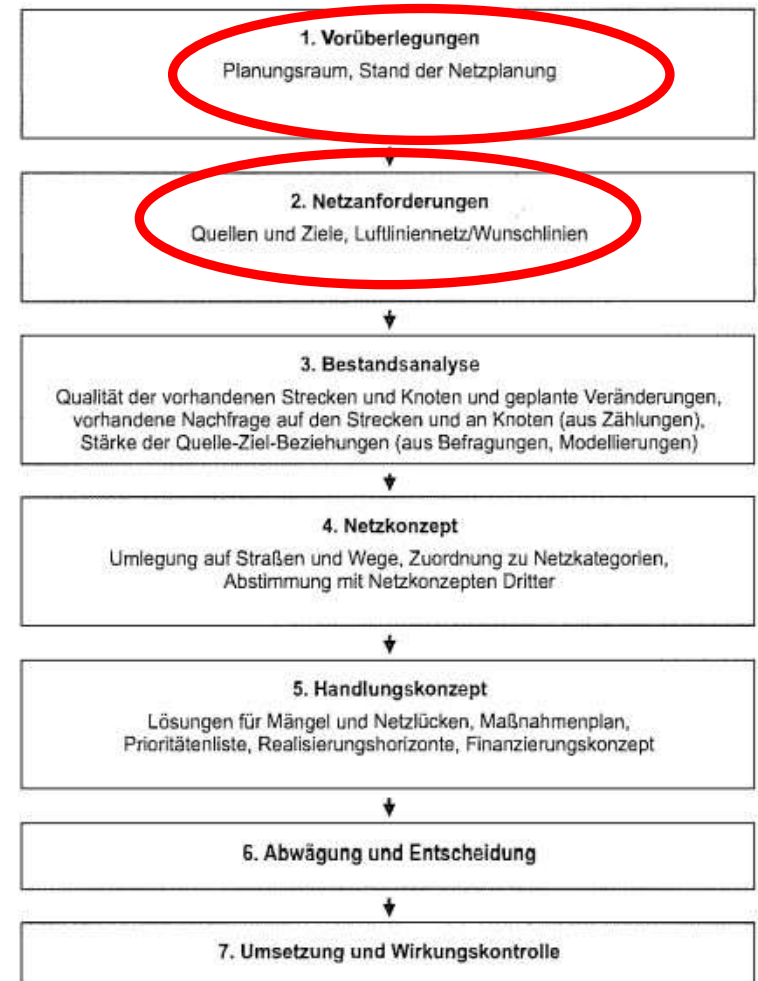 1. Vorüberlegungen
Planungsraum, Stand der Netzplanung
2. Netzanforderungen
Quellen und Ziele, Luftliniennetz/Wunschlinien
3. Bestandsanalyse
Qualität der vorhandenen Strecken und Knoten und geplante Veränderungen,
vorhandene Nachfrage auf den Strecken und an Knoten (aus Zählungen),
Stärke der Quelle-Ziel-Beziehungen (aus Befragungen, Modellierungen)
4. Netzkonzept
Umlegung auf Straßen und Wege, Zuordnung zu Netzkategorien,
Abstimmung mit Netzkonzepten Dritter
5. Handlungskonzept
Lösungen für Mängel und Netzlücken, Maßnahmenplan,
Prioritätenliste, Realisierungshorizonte, Finanzierungskonzept
6. Abwägung und Entscheidung
7. Umsetzung und Wirkungskontrolle